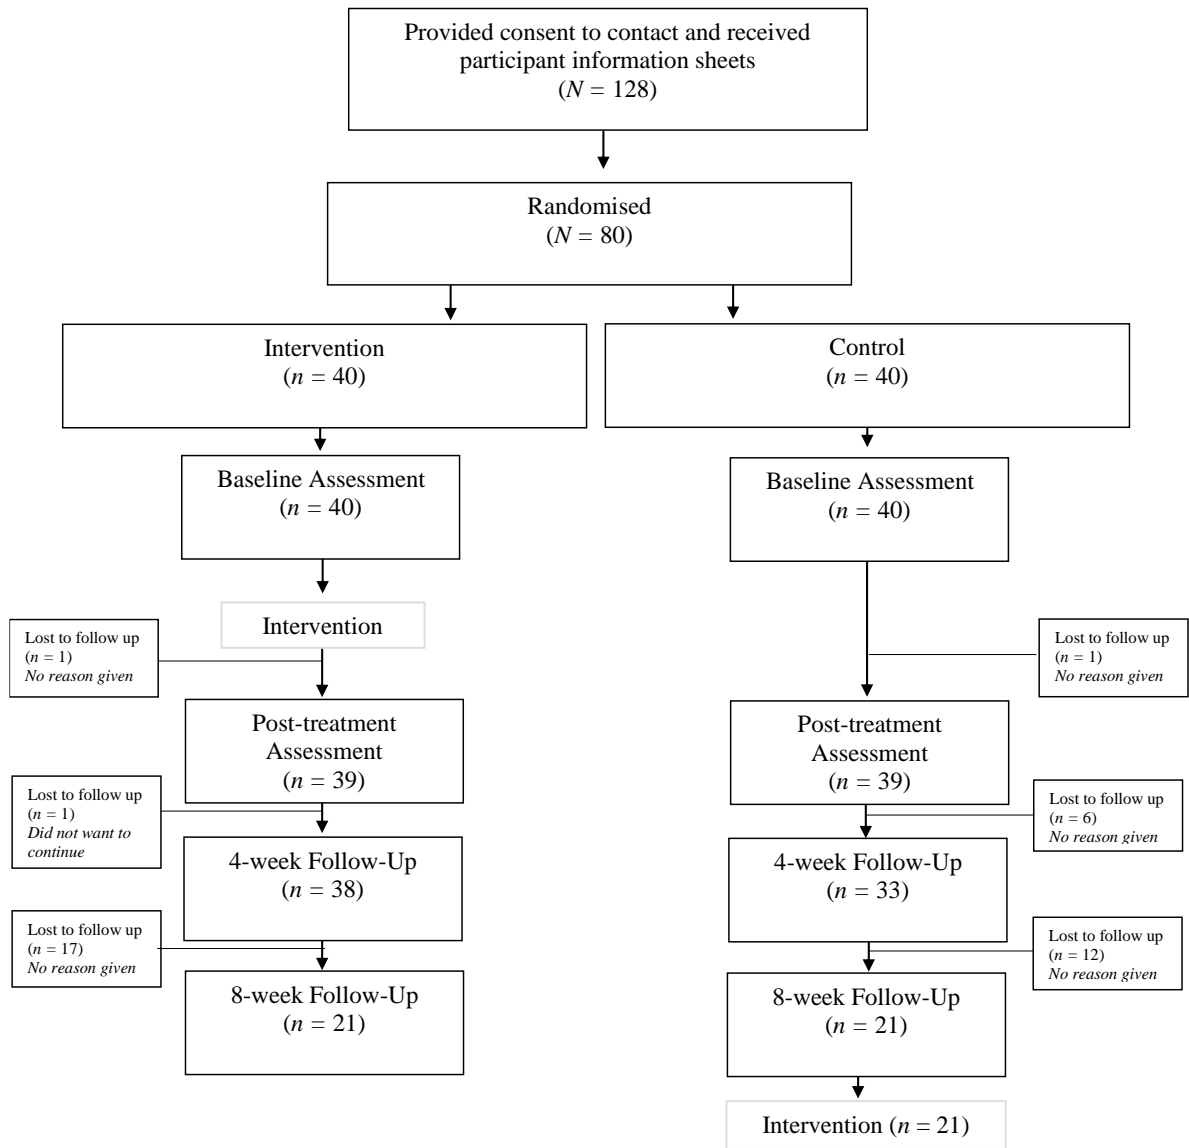 Provided consent to contact and received
participant information sheets
(N = 128)
Randomised
(N = 80)
Intervention
(n = 40)
Control
(n = 40)
Baseline Assessment
(n = 40)
Baseline Assessment
(n = 40)
Intervention
Lost to follow up
(n = 1)
No reason given
Lost to follow up
(n = 1)
No reason given
Post-treatment
Assessment
(n = 39)
Post-treatment
Assessment
(n = 39)
Lost to follow up
(n = 1)
Did not want to
continue
Lost to follow up
(n = 6)
No reason given
4-week Follow-Up
(n = 38)
4-week Follow-Up
(n = 33)
Lost to follow up
(n = 17)
No reason given
Lost to follow up
(n = 12)
No reason given
8-week Follow-Up
(n = 21)
8-week Follow-Up
(n = 21)
Intervention (n = 21)